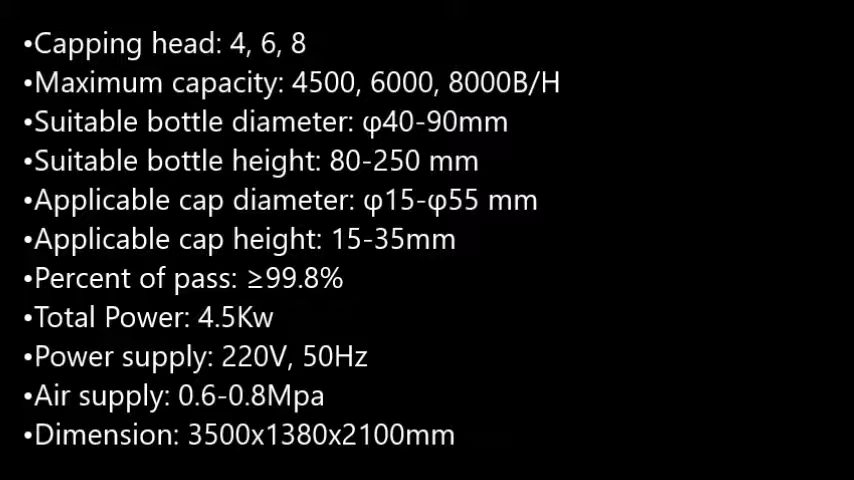 •Capping head: 4, 6, 8
•Maximum capacity: 4500, 6000, 8000B/H
•Suitable bottle diameter: φ40-90mm
•Suitable bottle height: 80-250 mm
•Applicable cap diameter: φ15-φ55 mm
•Applicable cap height: 15-35mm
•Percent of pass: ≥99.8%
•Total Power: 4.5Kw
•Power supply: 220V, 50Hz
•Air supply: 0.6-0.8Mpa
•Dimension: 3500x1380x2100mm